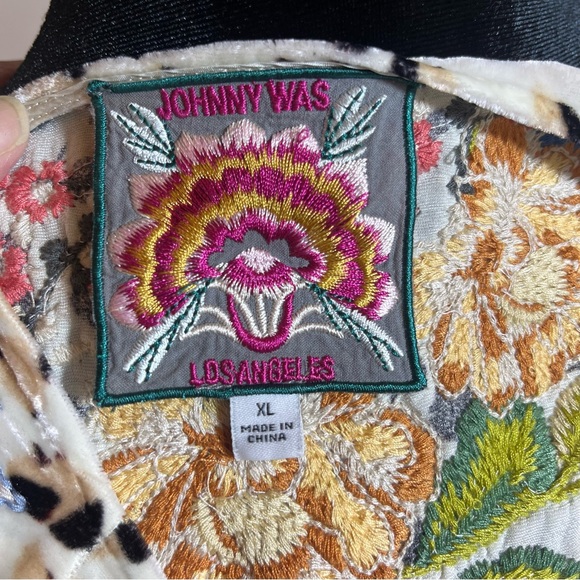 JOHNNY WAS
LOS ANGELES
XL
MADE IN
CHINA